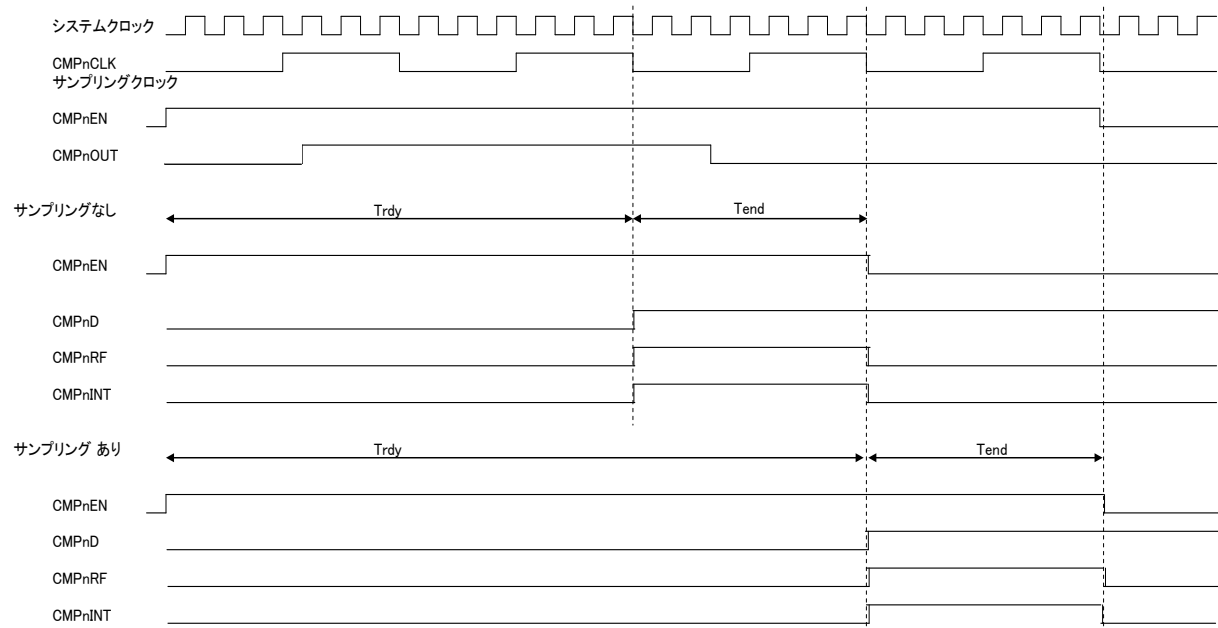 システムクロック
CMPnCLK
サンプリングクロック
CMPnEN
CMPnOUT
サンプリングなし
Trdy
Tend
CMPnEN
CMPnD
CMPnRF
CMPnINT
サンプリング あり
Trdy
Tend
CMPnEN
CMPnD
CMPnRF
CMPnINT